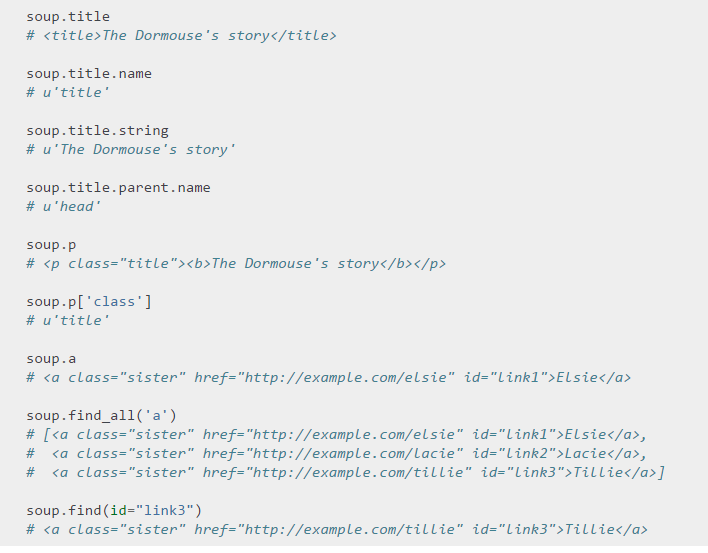 soup.title
# <title>The Dormouse's story</title>
soup.title.name
# u'title'
soup.title.string
# u'The Dormouse's story'
soup.title.parent.name
# u'head'
soup.p
# <p class="title"><b>The Dormouse's story</b></p>
soup.p['class']
# u'title'
soup.a
# <a class="sister" href="http://example.com/elsie" id="link1">Elsie</a>
soup.find_all('a')
# [<a class="sister" href="http://example.com/elsie" id="link1">Elsie</a>,
#  <a class="sister" href="http://example.com/lacie" id="link2">Lacie</a>,
#  <a class="sister" href="http://example.com/tillie" id="link3">Tillie</a>]
soup.find(id="link3")
# <a class="sister" href="http://example.com/tillie" id="link3">Tillie</a>